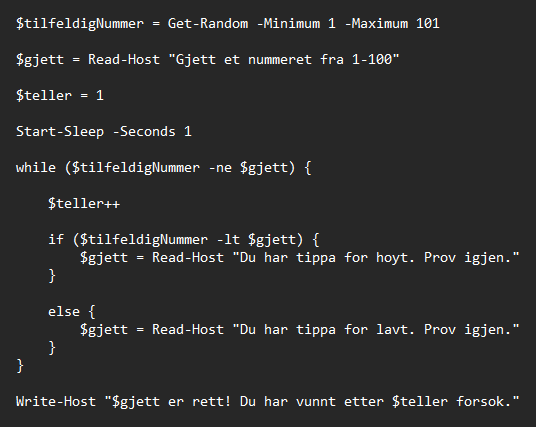 $tilfeldigNummer = Get-Random -Minimum 1 -Maximum 101
$gjett = Read-Host "Gjett et nummeret fra 1-100"
$teller = 1
Start-Sleep -Seconds 1
while ($tilfeldigNummer -ne $gjett) {
    $teller++
    if ($tilfeldigNummer -lt $gjett) {
        $gjett = Read-Host "Du har tippa for hoyt. Prov igjen."
    }
    else {
        $gjett = Read-Host "Du har tippa for lavt. Prov igjen."
    }
}
Write-Host "$gjett er rett! Du har vunnt etter $teller forsok."